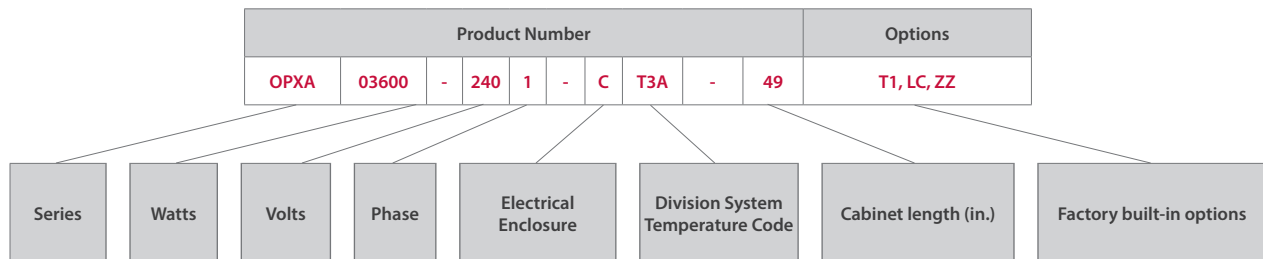 Product Number Options
OPXA 03600 - 240 1 - C T3A - 49 T1, LC, ZZ
Series Watts Volts Phase Electrical Enclosure Division System Temperature Code Cabinet length (in.) Factory built-in options